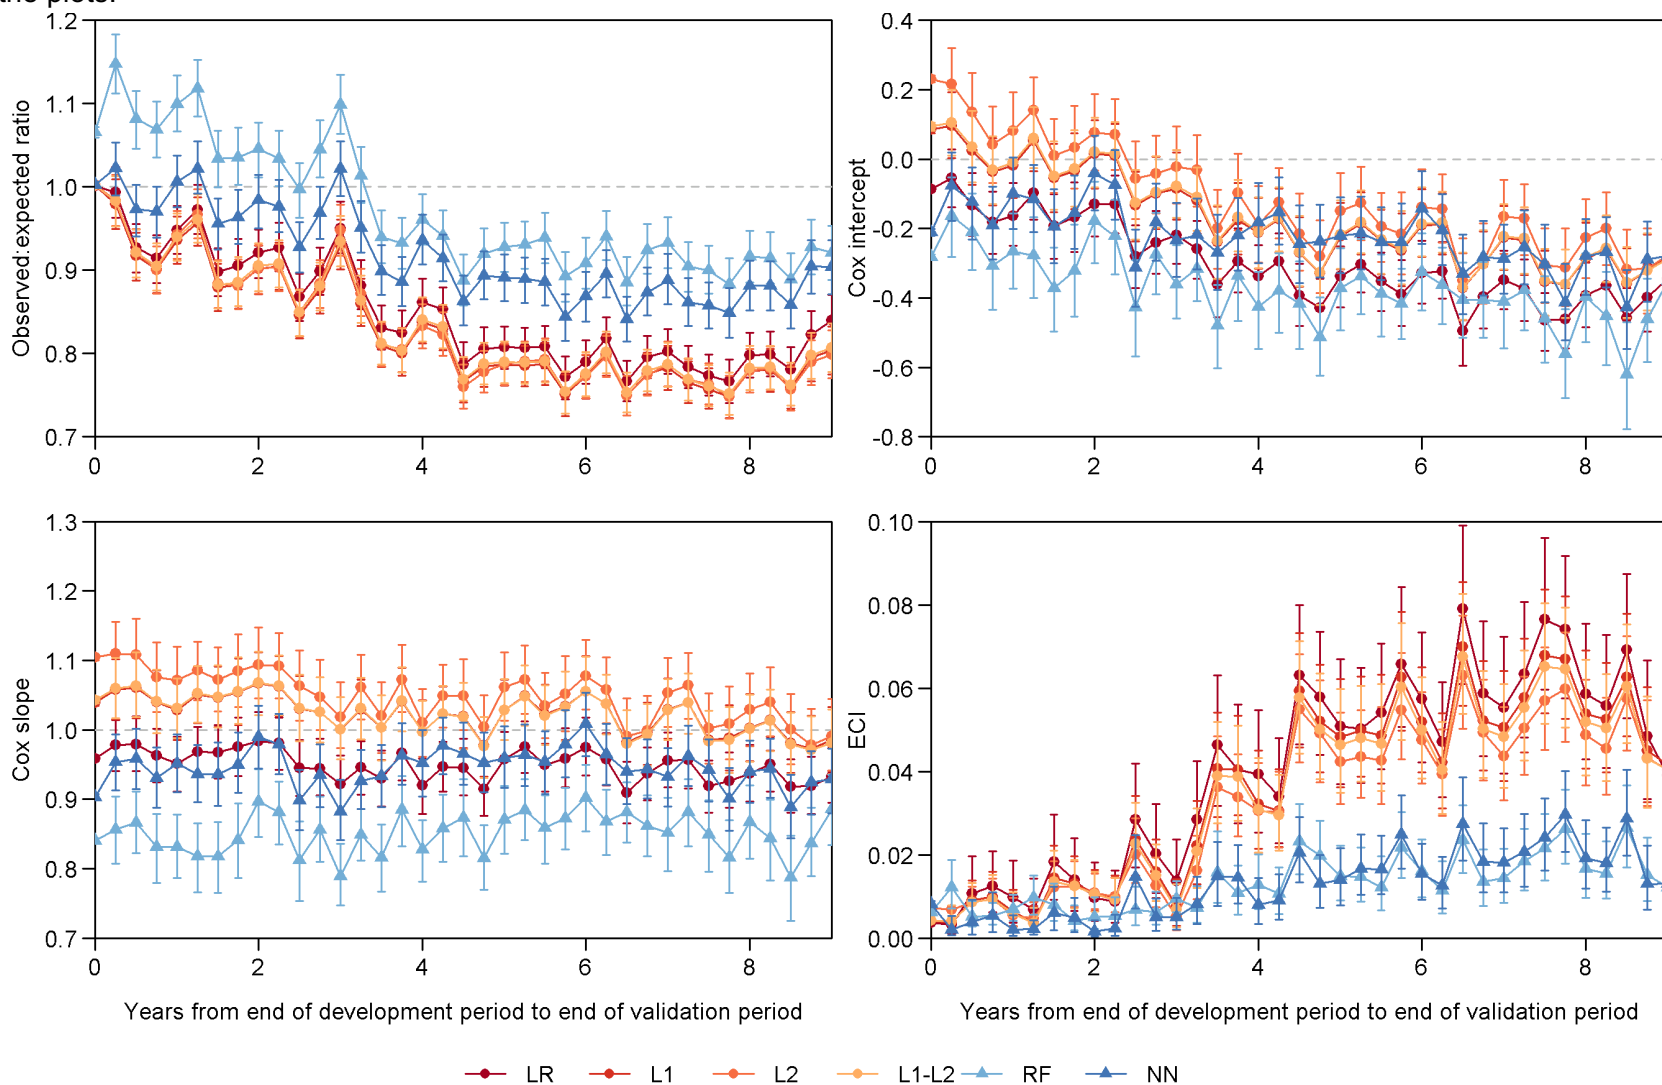 the plots.
Observed:expected ratio
1.2
1.1
1.0
0.9
0.8
0.7
0 2 4 6 8
Cox intercept
0.4
0.2
0.0
-0.2
-0.4
-0.6
-0.8
0 2 4 6 8
Cox slope
1.3
1.2
1.1
1.0
0.9
0.8
0.7
0 2 4 6 8
Years from end of development period to end of validation period
ECI
0.10
0.08
0.06
0.04
0.02
0.00
0 2 4 6 8
Years from end of development period to end of validation period
LR L1 L2 L1-L2 RF NN